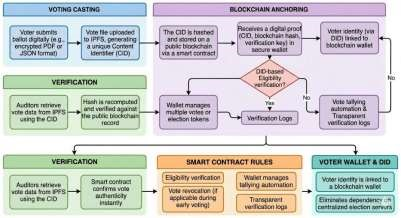 VOTING CASTING
Voter submits
ballot digitally (e.g.,
encrypted PDF or
JSON format)
Vote file uploaded
to IPFS, generating
a unique Content
Identifier (CID)
BLOCKCHAIN ANCHORING
The CID is hashed
and stored on a
public blockchain
via a smart contract
Receives a digital proof
(CID, blockchain hash,
verification key) in
secure wallet
Voter identity (via
DID) linked to
blockchain wallet
DID-based
Eligibility
verification?
No
Yes
No
Wallet manages
multiple votes or
election tokens
Verification Logs
Vote tallying
automation &
Transparent
verification logs
VERIFICATION
Auditors retrieve
vote data from IPFS
using the CID
Hash is recomputed
and verified against
the public blockchain
record
VERIFICATION
Auditors retrieve
vote data from IPFS
using the CID
Smart contract
confirms vote
authenticity
instantly
SMART CONTRACT RULES
Eligibility verification
Vote revocation (if
applicable during
early voting)
Wallet manages
tallying automation
Transparent
verification logs
VOTER WALLET & DID
Voter identity is linked to
a blockchain wallet
Eliminates dependency on
centralized election servers